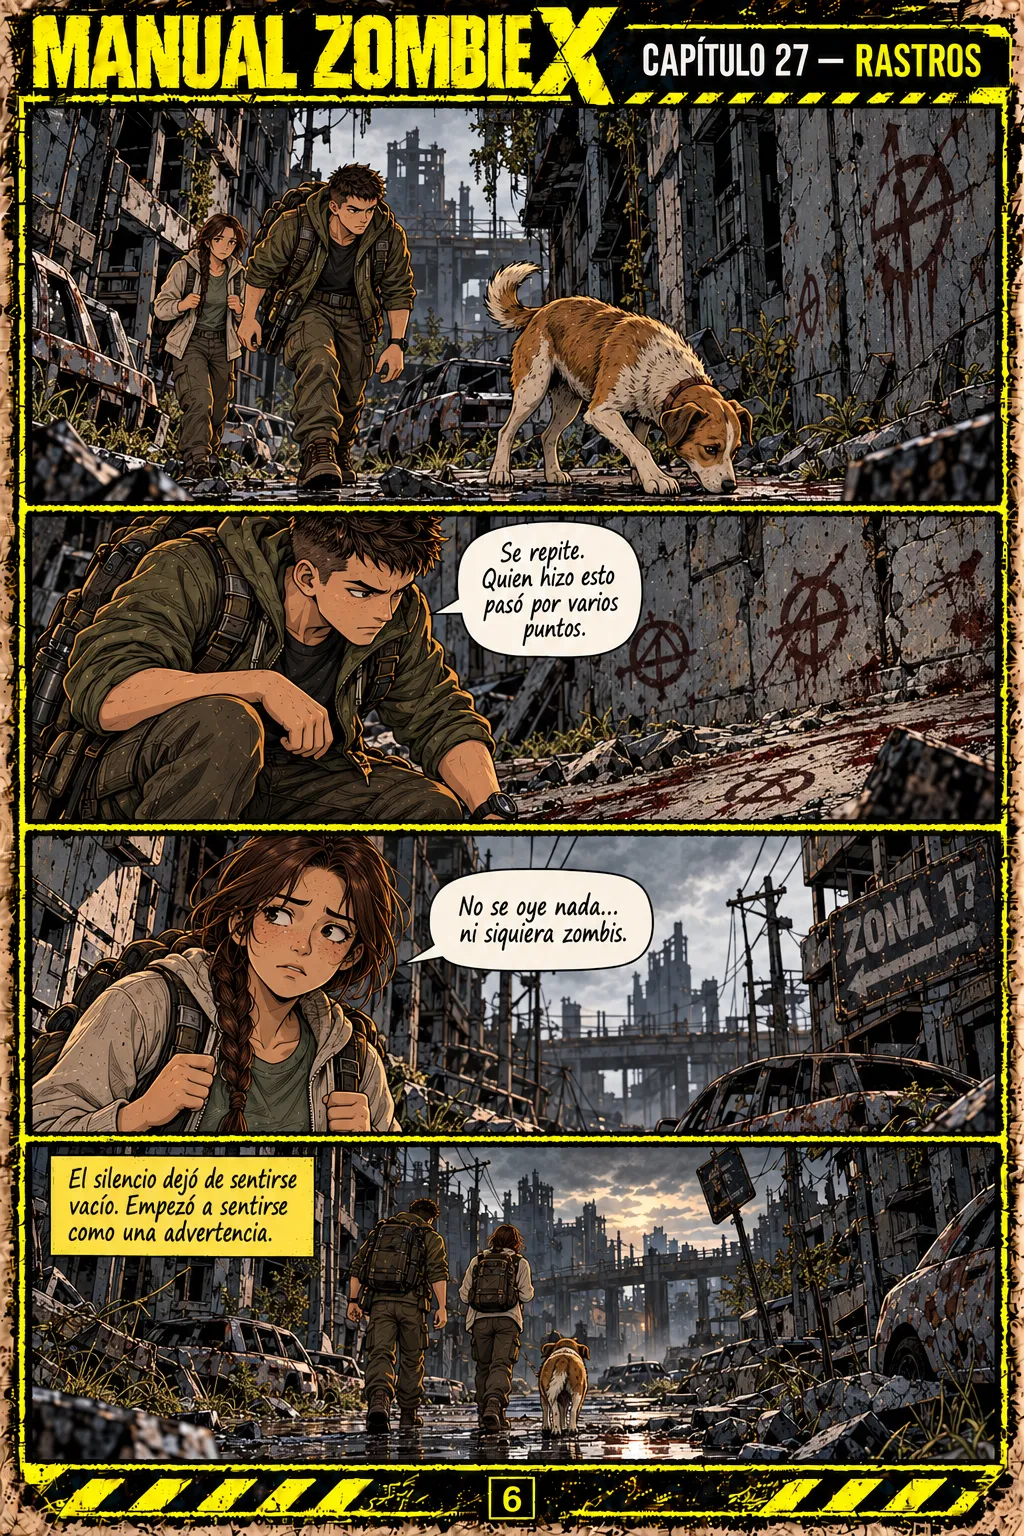 MANUAL ZOMBIE X
CAPÍTULO 27 — RASTROS
Se repite.
Quien hizo esto
pasó por varios
puntos.
No se oye nada...
ni siquiera zombis.
ZONA 17
El silencio dejó de sentirse
vacío. Empezó a sentirse
como una advertencia.
6